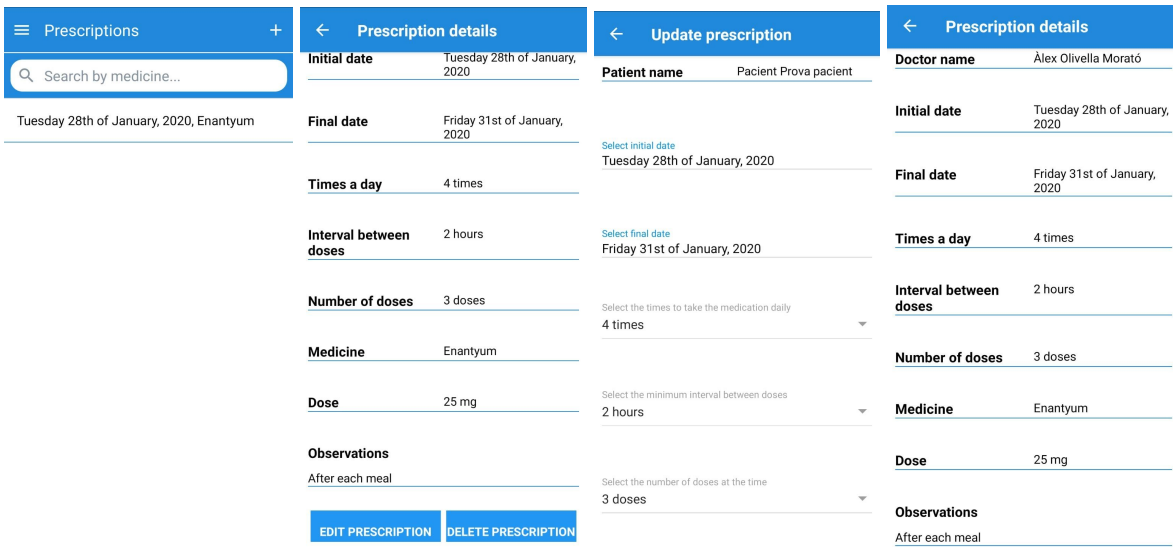 Prescriptions
Search by medicine...
Tuesday 28th of January, 2020, Enantyum
Prescription details
Initial date
Tuesday 28th of January,
2020
Final date
Friday 31st of January,
2020
Times a day
4 times
Interval between
doses
2 hours
Number of doses
3 doses
Medicine
Enantyum
Dose
25 mg
Observations
After each meal
EDIT PRESCRIPTION
DELETE PRESCRIPTION
Update prescription
Patient name
Pacient Prova pacient
Select initial date
Tuesday 28th of January, 2020
Select final date
Friday 31st of January, 2020
Select the times to take the medication daily
4 times
Select the minimum interval between doses
2 hours
Select the number of doses at the time
3 doses
Prescription details
Doctor name
Àlex Olivella Morató
Initial date
Tuesday 28th of January,
2020
Final date
Friday 31st of January,
2020
Times a day
4 times
Interval between
doses
2 hours
Number of doses
3 doses
Medicine
Enantyum
Dose
25 mg
Observations
After each meal